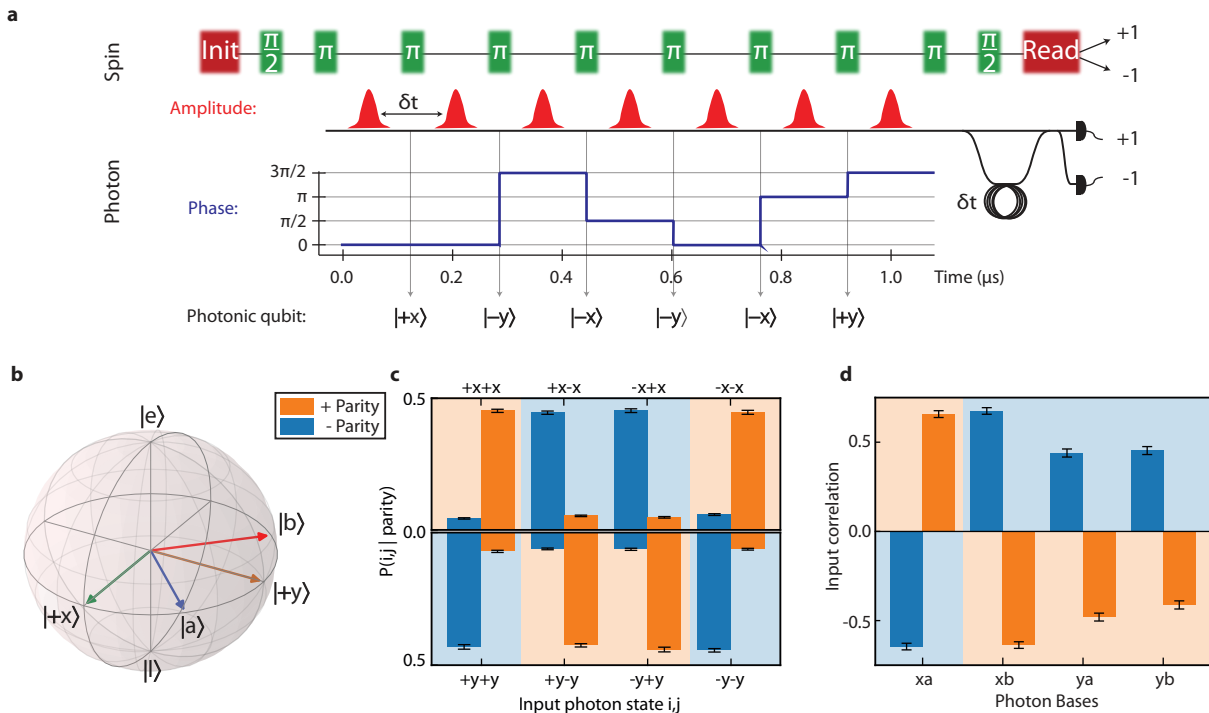 a
Spin
Init π/2 π π π π π π π π π/2 Read
+1
-1
Amplitude:
δt
+1
-1
δt
Photon
Phase:
3π/2
π
π/2
0
0.0 0.2 0.4 0.6 0.8 1.0 Time (μs)
Photonic qubit: |+x⟩ |−y⟩ |−x⟩ |−y⟩ |−x⟩ |+y⟩
b
|e⟩
|b⟩
|+y⟩
|+x⟩
|a⟩
|l⟩
+ Parity
- Parity
c
+x+x +x-x -x+x -x-x
0.5
0.0
0.5
P(i,j | parity)
+y+y +y-y -y+y -y-y
Input photon state i,j
d
0.5
0.0
-0.5
Input correlation
xa xb ya yb
Photon Bases